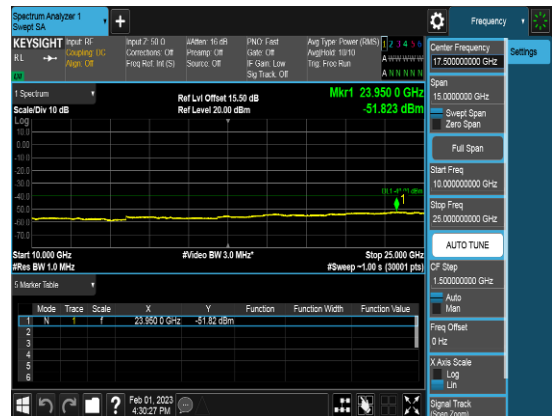 Spectrum Analyzer 1
Swept SA
+
Frequency
KEYSIGHT
RL
LM
Input: RF
Coupling: DC
Align: Off
Input Z: 50 Ω
Corrections: Off
Freq Ref: Int (S)
#Atten: 16 dB
Preamp: Off
Source: Off
PNO: Fast
Gate: Off
IF Gain: Low
Sig Track: Off
Avg Type: Power (RMS)
Avg|Hold: 10/10
Trig: Free Run
1 2 3 4 5 6
A W W W W W
A N N N N N
1 Spectrum
Scale/Div 10 dB
Ref Lvl Offset 15.50 dB
Ref Level 20.00 dBm
Mkr1 23.950 0 GHz
-51.823 dBm
Log
10.0
0.00
-10.0
-20.0
-30.0
-40.0
-50.0
-60.0
-70.0
1
Start 10.000 GHz
#Res BW 1.0 MHz
#Video BW 3.0 MHz*
Stop 25.000 GHz
#Sweep ~1.00 s (30001 pts)
5 Marker Table
Mode Trace Scale X Y Function Function Width Function Value
1 N 1 f 23.950 0 GHz -51.82 dBm
2
3
4
5
6
Center Frequency
17.500000000 GHz
Settings
Span
15.0000000 GHz
Swept Span
Zero Span
Full Span
Start Freq
10.000000000 GHz
Stop Freq
25.000000000 GHz
AUTO TUNE
CF Step
1.500000000 GHz
Auto
Man
Freq Offset
0 Hz
X Axis Scale
Log
Lin
Signal Track
(Span Zoom)
?
Feb 01, 2023
4:30:27 PM